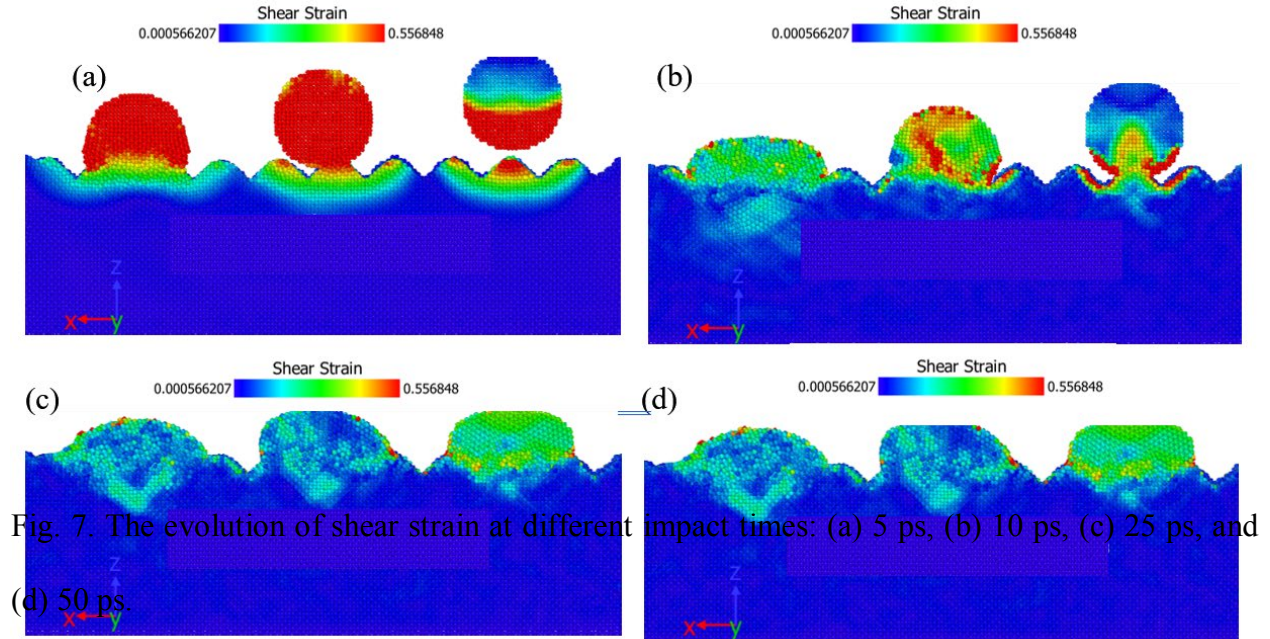 Shear Strain
0.000566207 0.556848
(a)
Z
X Y
Shear Strain
0.000566207 0.556848
(b)
Z
X Y
Shear Strain
0.000566207 0.556848
(c)
Z
X Y
Shear Strain
0.000566207 0.556848
(d)
Z
X Y
Fig. 7. The evolution of shear strain at different impact times: (a) 5 ps, (b) 10 ps, (c) 25 ps, and
(d) 50 ps.